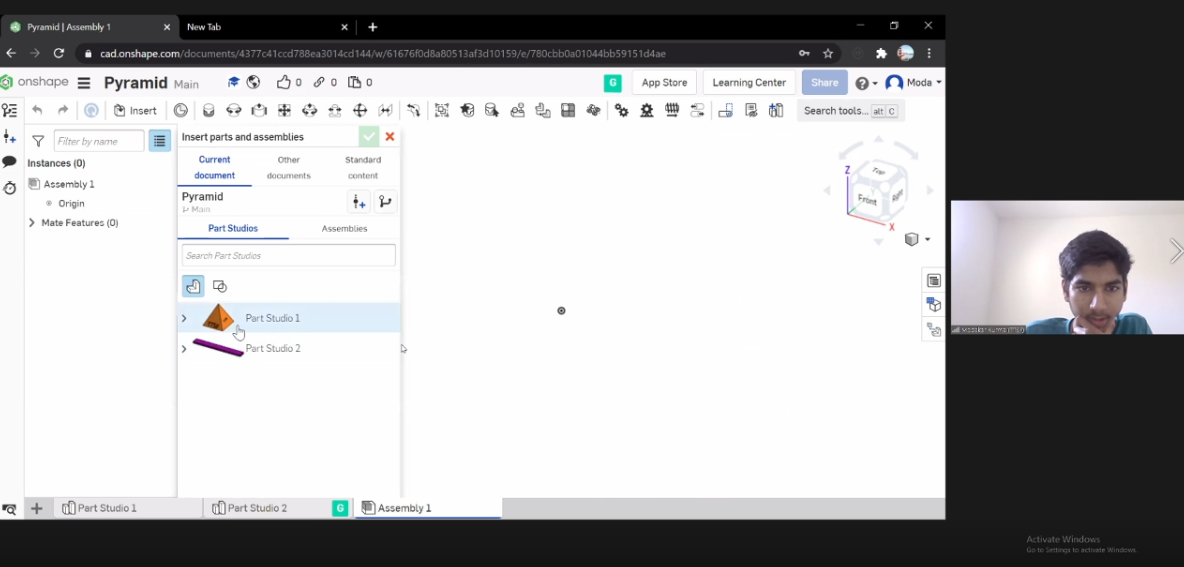 Pyramid | Assembly 1
New Tab
cad.onshape.com/documents/4377c41ccd788ea3014cd144/w/61676f0d8a80513af3d10159/e/780cbb0a01044bb59151d4ae
onshape
Pyramid Main
0
0
0
G
App Store
Learning Center
Share
Moda
Insert
Search tools... alt C
Filter by name
Instances (0)
Assembly 1
Origin
Mate Features (0)
Insert parts and assemblies
Current document
Other documents
Standard content
Pyramid
Main
Part Studios
Assemblies
Search Part Studios
Part Studio 1
Part Studio 2
Z
Top
Front
Right
X
Part Studio 1
Part Studio 2
G
Assembly 1
Activate Windows
Go to Settings to activate Windows.